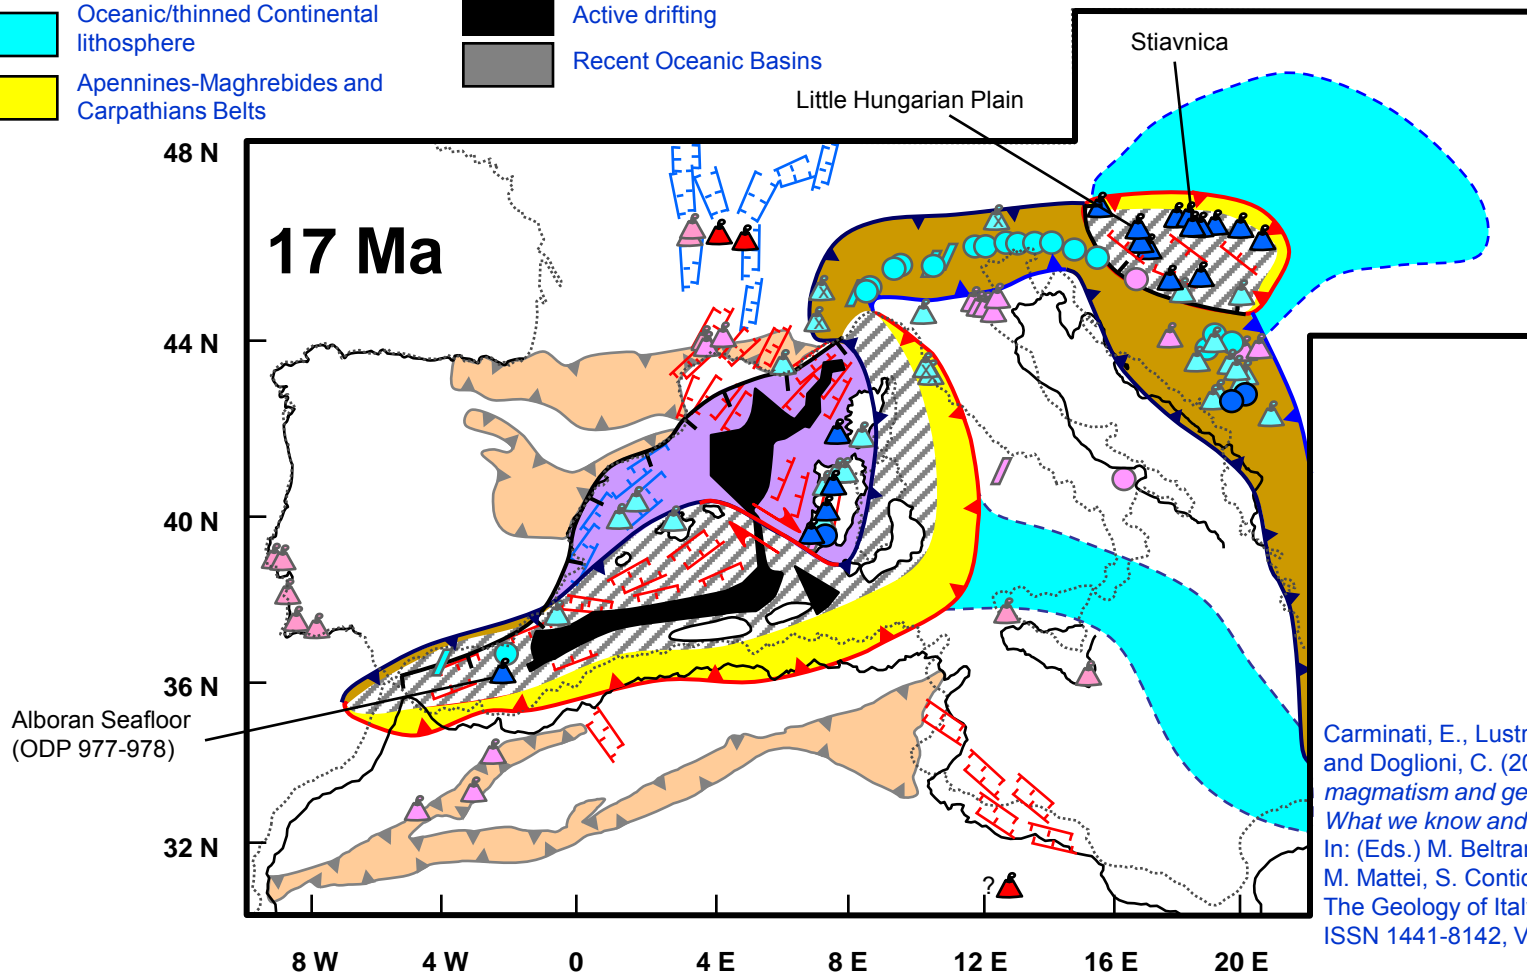 Oceanic/thinned Continental
lithosphere
Apennines-Maghrebides and
Carpathians Belts
Active drifting
Recent Oceanic Basins
Stiavnica
Little Hungarian Plain
48 N
17 Ma
44 N
40 N
36 N
32 N
Alboran Seafloor
(ODP 977-978)
?
8 W
4 W
0
4 E
8 E
12 E
16 E
20 E
Carminati, E., Lustr
and Doglioni, C. (20
magmatism and ge
What we know and
In: (Eds.) M. Beltran
M. Mattei, S. Contic
The Geology of Ital
ISSN 1441-8142, V